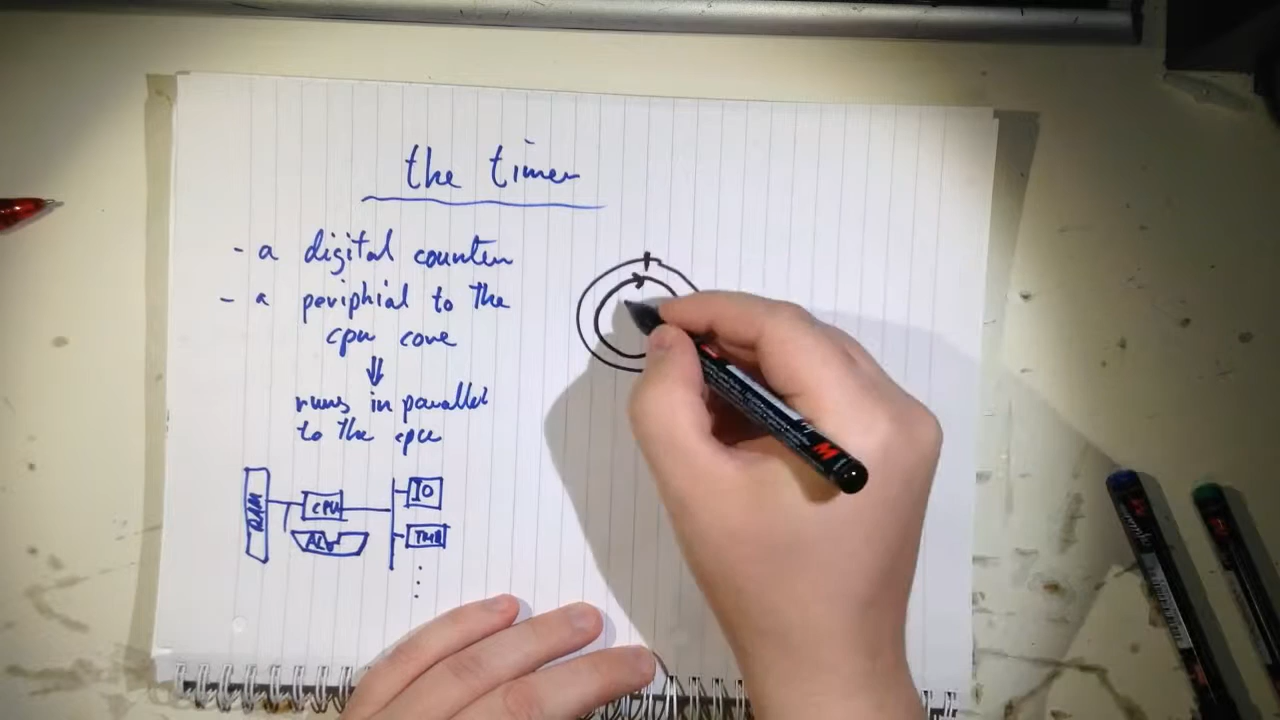 the timer
- a digital counter
- a periphial to the
cpu core
runs in parallel
to the cpu
RAM
CPU
ALU
IO
TMR
M